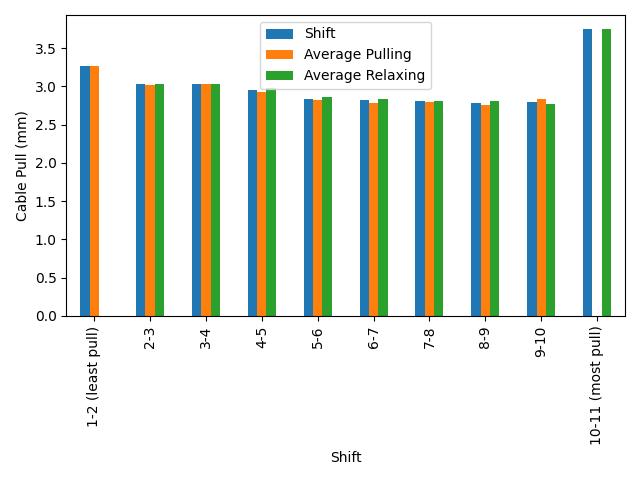 Shift
Average Pulling
Average Relaxing
3.5
3.0
2.5
2.0
1.5
1.0
0.5
0.0
Cable Pull (mm)
1-2 (least pull)
2-3
3-4
4-5
5-6
6-7
7-8
8-9
9-10
10-11 (most pull)
Shift